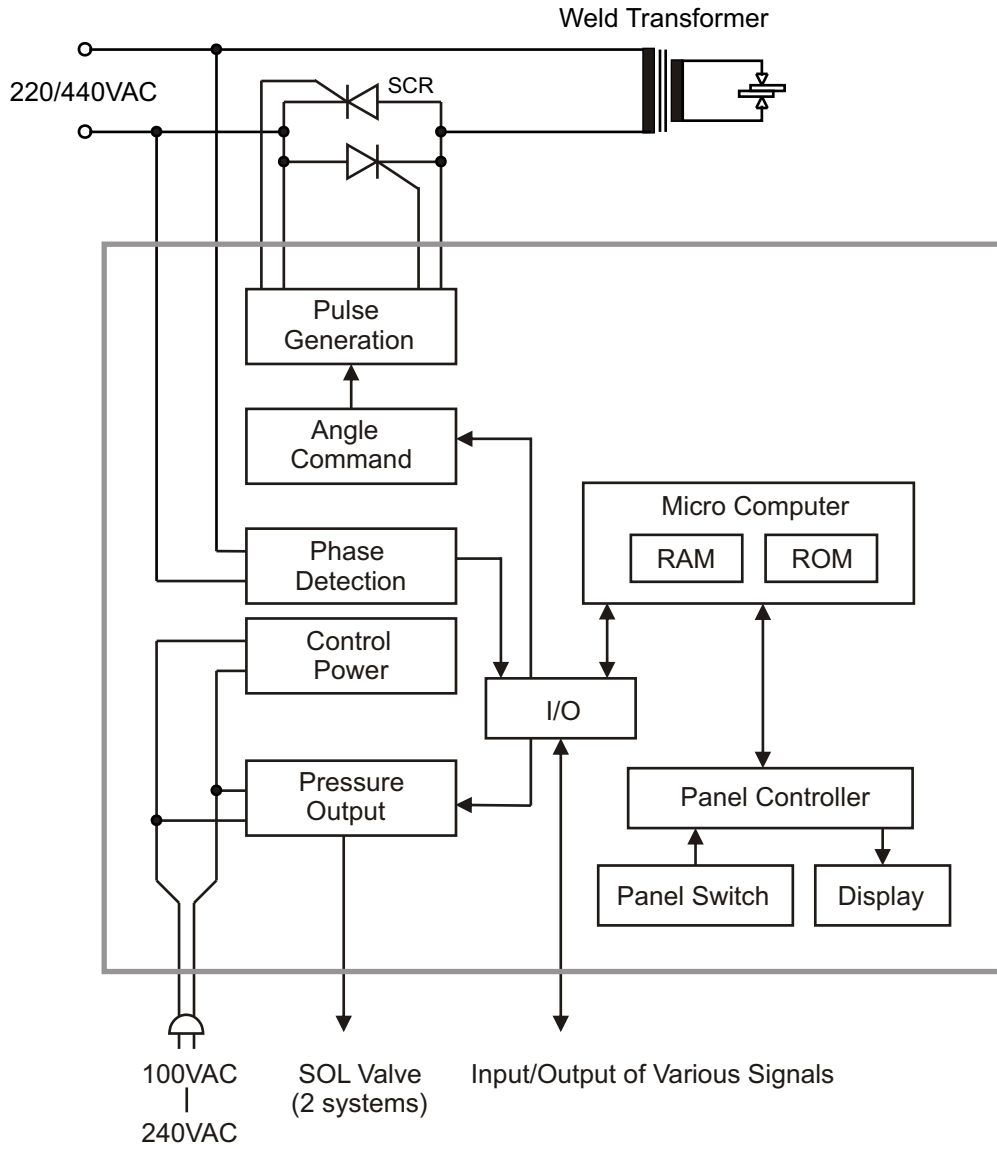 Weld Transformer
220/440VAC
SCR
Pulse
Generation
Angle
Command
Micro Computer
RAM
ROM
Phase
Detection
Control
Power
I/O
Pressure
Output
Panel Controller
Panel Switch
Display
100VAC
240VAC
SOL Valve
(2 systems)
Input/Output of Various Signals